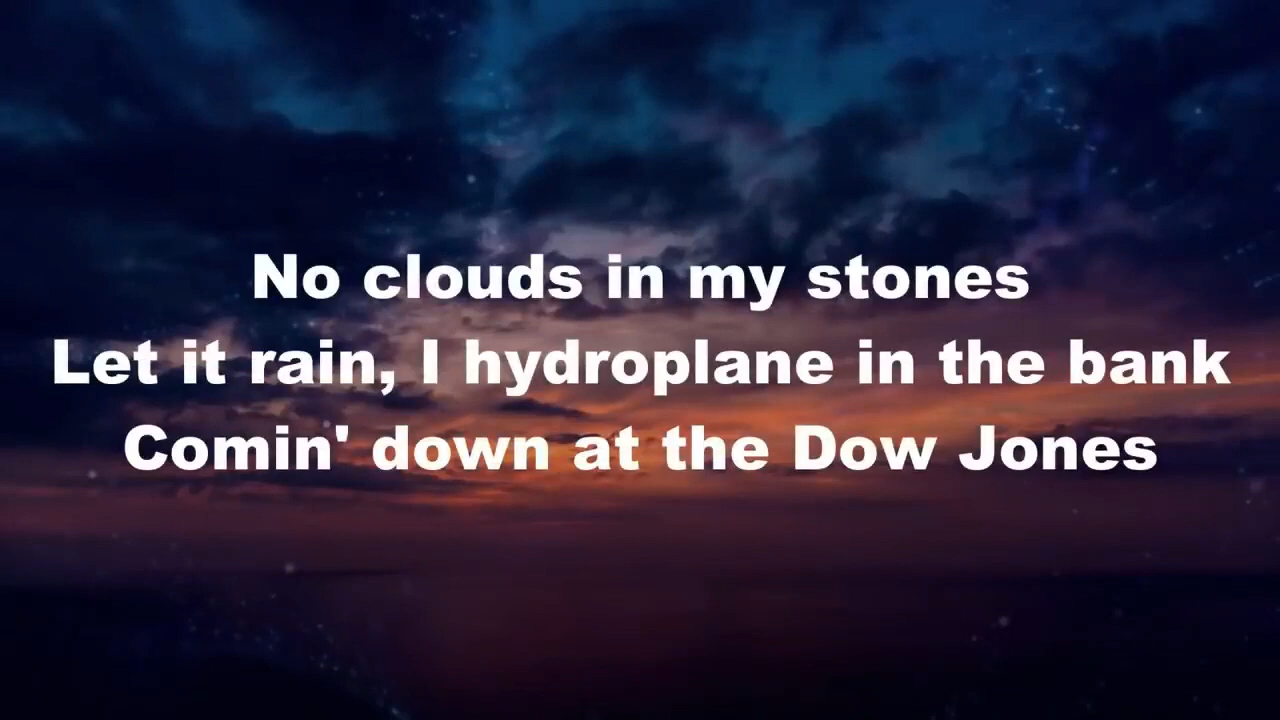 No clouds in my stones
Let it rain, I hydroplane in the bank
Comin' down at the Dow Jones